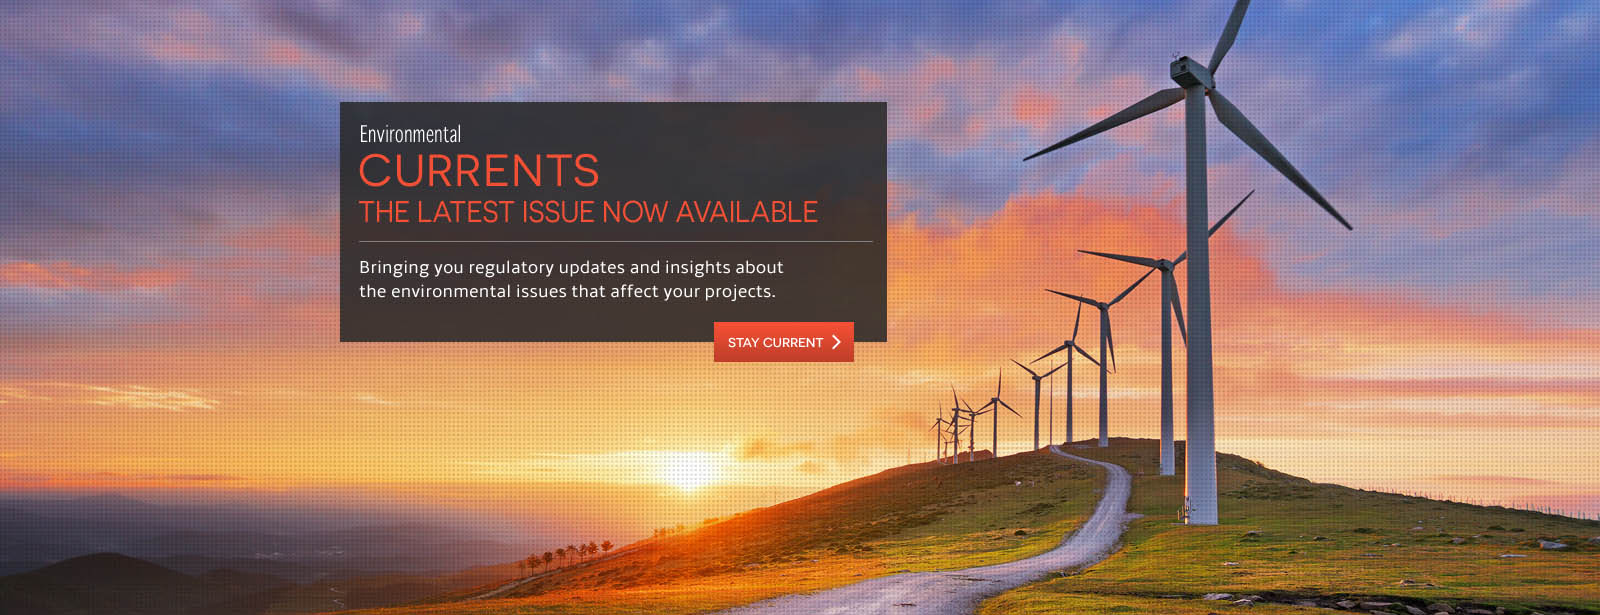 Environmental
CURRENTS
THE LATEST ISSUE NOW AVAILABLE
Bringing you regulatory updates and insights about
the environmental issues that affect your projects.
STAY CURRENT